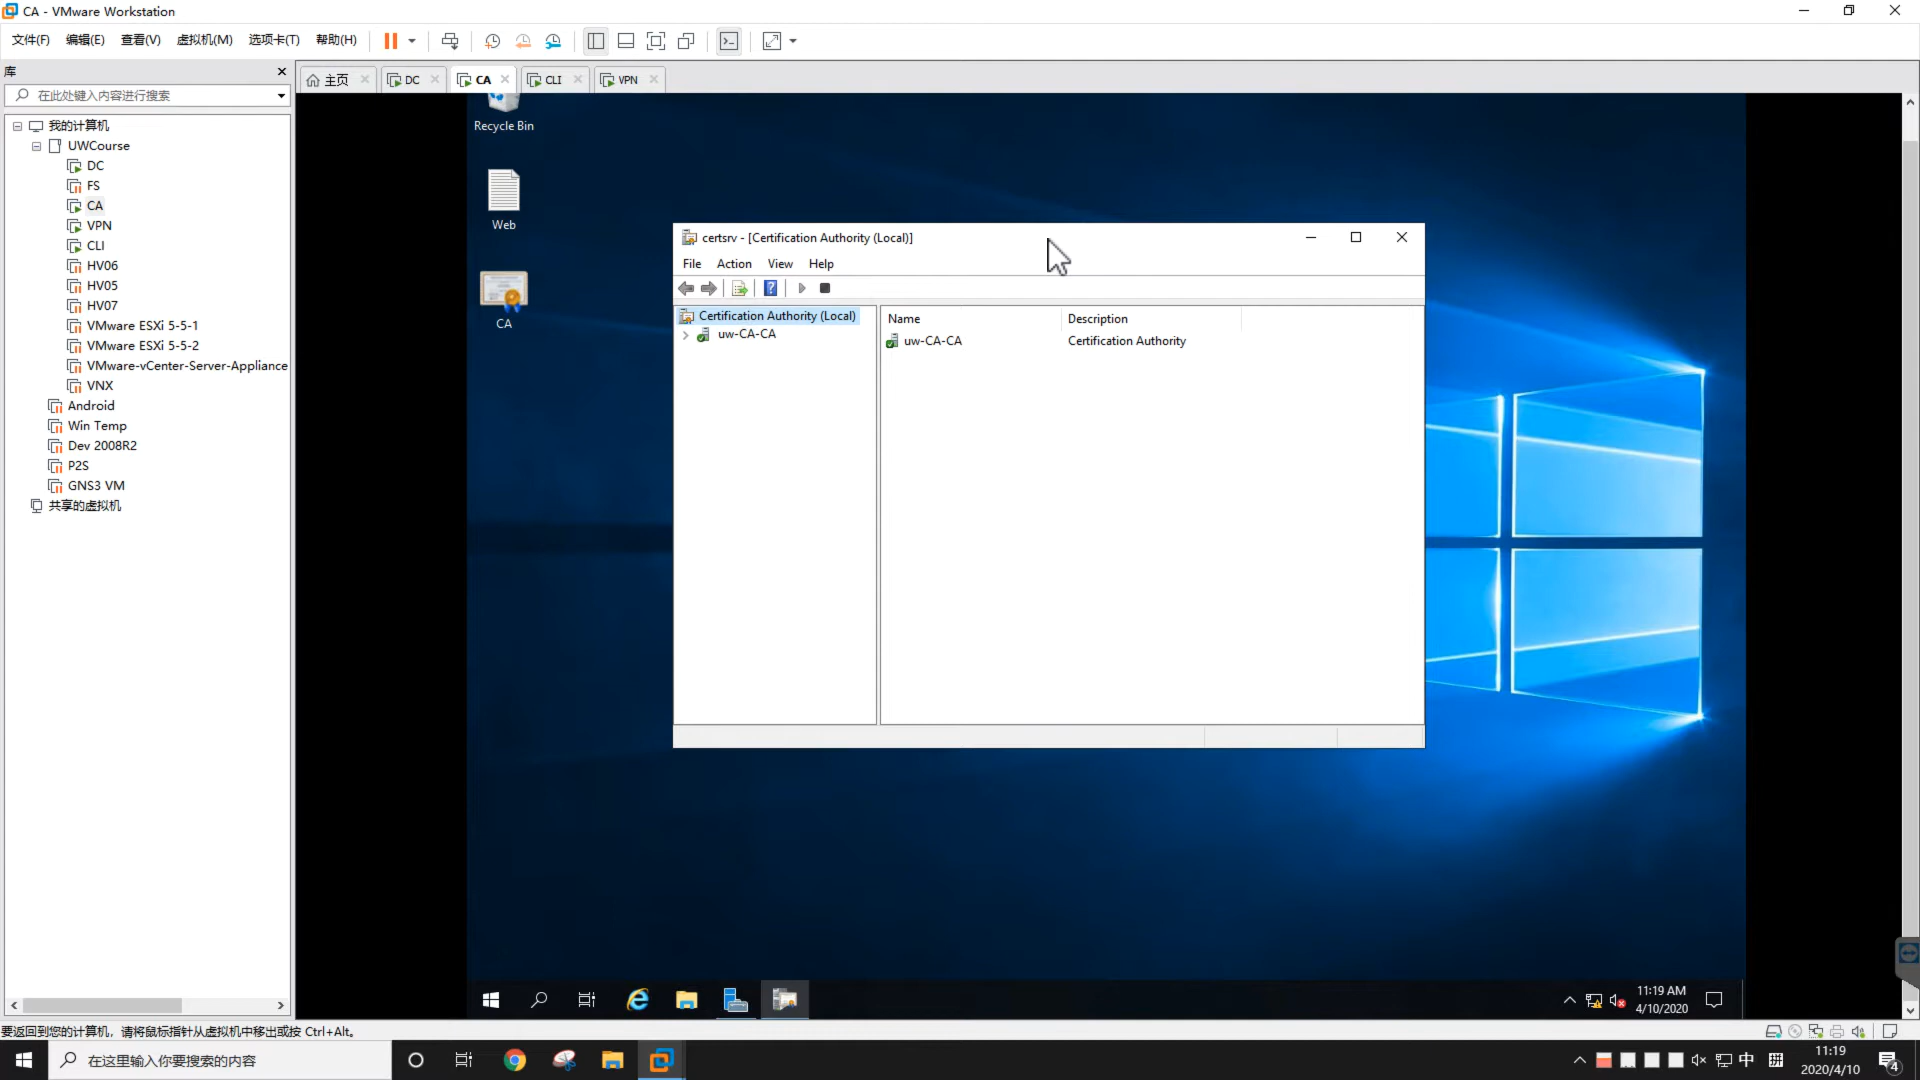 CA - VMware Workstation
文件(F) 编辑(E) 查看(V) 虚拟机(M) 选项卡(T) 帮助(H)
库
在此处键入内容进行搜索
我的计算机
UWCourse
DC
FS
CA
VPN
CLI
HV06
HV05
HV07
VMware ESXi 5-5-1
VMware ESXi 5-5-2
VMware-vCenter-Server-Appliance
VNX
Android
Win Temp
Dev 2008R2
P2S
GNS3 VM
共享的虚拟机
主页 DC CA CLI VPN
Recycle Bin
Web
CA
certsrv - [Certification Authority (Local)]
File Action View Help
Certification Authority (Local)
uw-CA-CA
Name Description
uw-CA-CA Certification Authority
11:19 AM
4/10/2020
要返回到您的计算机，请将鼠标指针从虚拟机中移出或按 Ctrl+Alt。
在这里输入你要搜索的内容
中
拼
11:19
2020/4/10
4